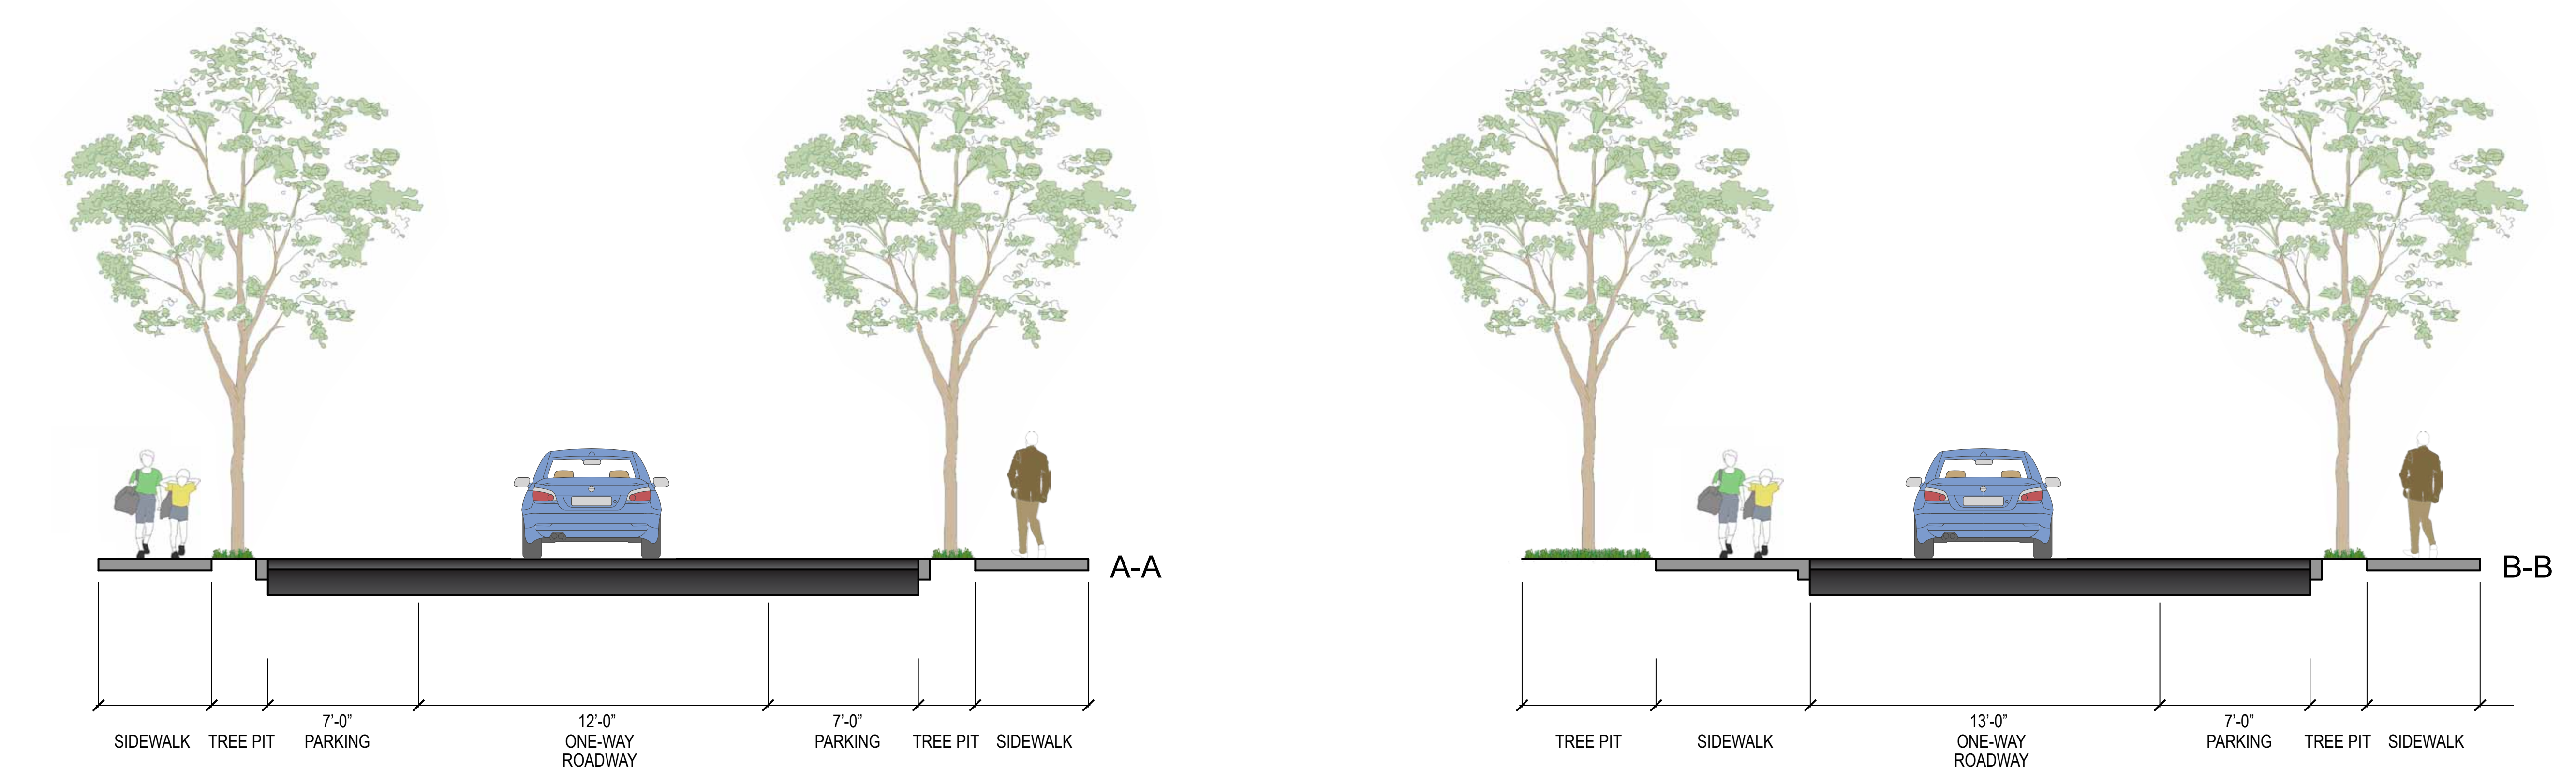 A-A
7’-0” 12’-0” 7’-0”
SIDEWALK TREE PIT PARKING ONE-WAY PARKING TREE PIT SIDEWALK
ROADWAY
B-B
13’-0” 7’-0”
TREE PIT SIDEWALK ONE-WAY PARKING TREE PIT SIDEWALK
ROADWAY